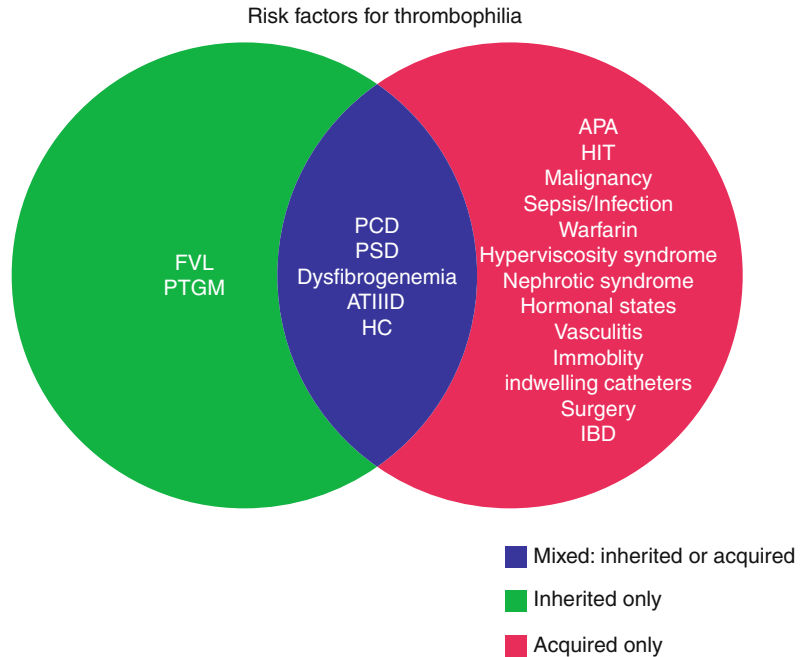 Risk factors for thrombophilia
FVL
PTGM
PCD
PSD
Dysfibrogenemia
ATIIID
HC
APA
HIT
Malignancy
Sepsis/Infection
Warfarin
Hyperviscosity syndrome
Nephrotic syndrome
Hormonal states
Vasculitis
Immoblity
indwelling catheters
Surgery
IBD
Mixed: inherited or acquired
Inherited only
Acquired only